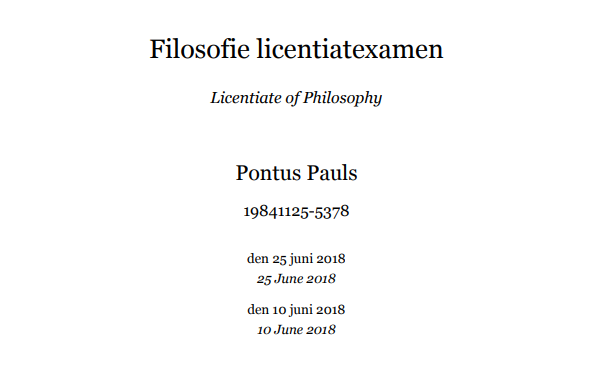 Filosofie licentiatexamen
Licentiate of Philosophy
Pontus Pauls
19841125-5378
den 25 juni 2018
25 June 2018
den 10 juni 2018
10 June 2018